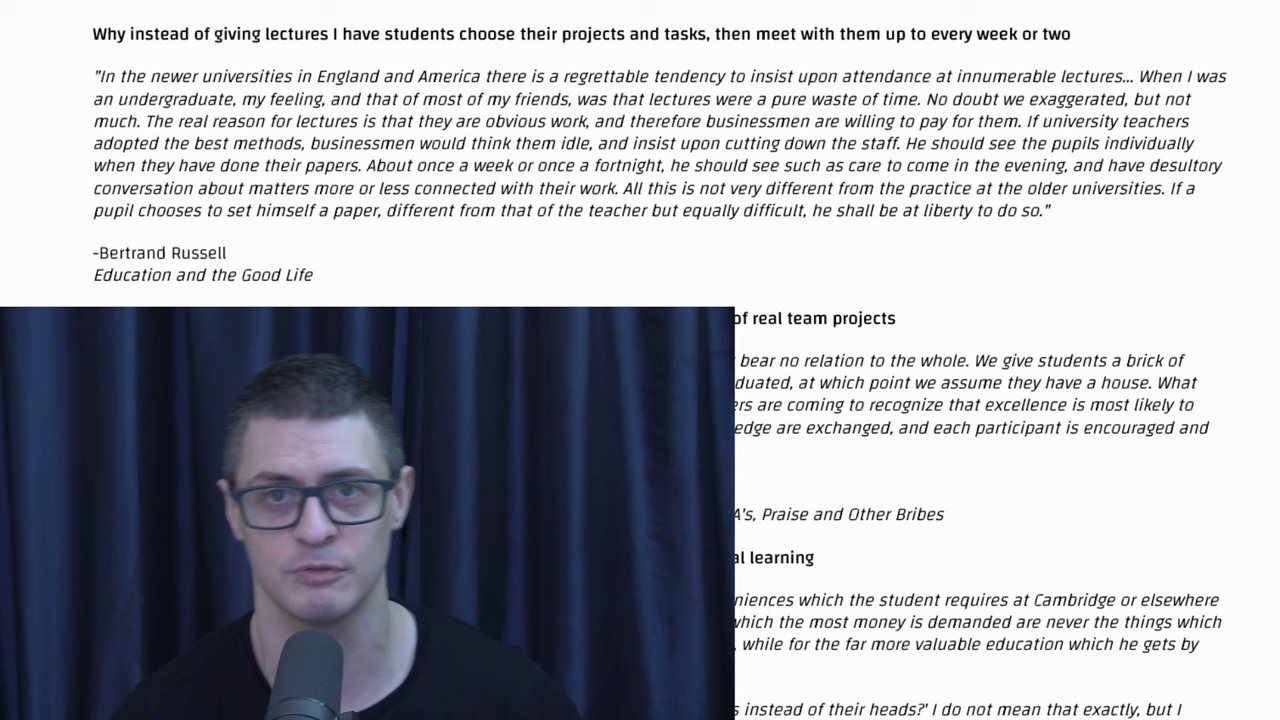 Why instead of giving lectures I have students choose their projects and tasks, then meet with them up to every week or two
"In the newer universities in England and America there is a regrettable tendency to insist upon attendance at innumerable lectures... When I was
an undergraduate, my feeling, and that of most of my friends, was that lectures were a pure waste of time. No doubt we exaggerated, but not
much. The real reason for lectures is that they are obvious work, and therefore businessmen are willing to pay for them. If university teachers
adopted the best methods, businessmen would think them idle, and insist upon cutting down the staff. He should see the pupils individually
when they have done their papers. About once a week or once a fortnight, he should see such as care to come in the evening, and have desultory
conversation about matters more or less connected with their work. All this is not very different from the practice at the older universities. If a
pupil chooses to set himself a paper, different from that of the teacher but equally difficult, he shall be at liberty to do so."
-Bertrand Russell
Education and the Good Life
of real team projects
bear no relation to the whole. We give students a brick of
duated, at which point we assume they have a house. What
ers are coming to recognize that excellence is most likely to
edge are exchanged, and each participant is encouraged and
A's, Praise and Other Bribes
al learning
niences which the student requires at Cambridge or elsewhere
which the most money is demanded are never the things which
, while for the far more valuable education which he gets by
s instead of their heads?' I do not mean that exactly, but I